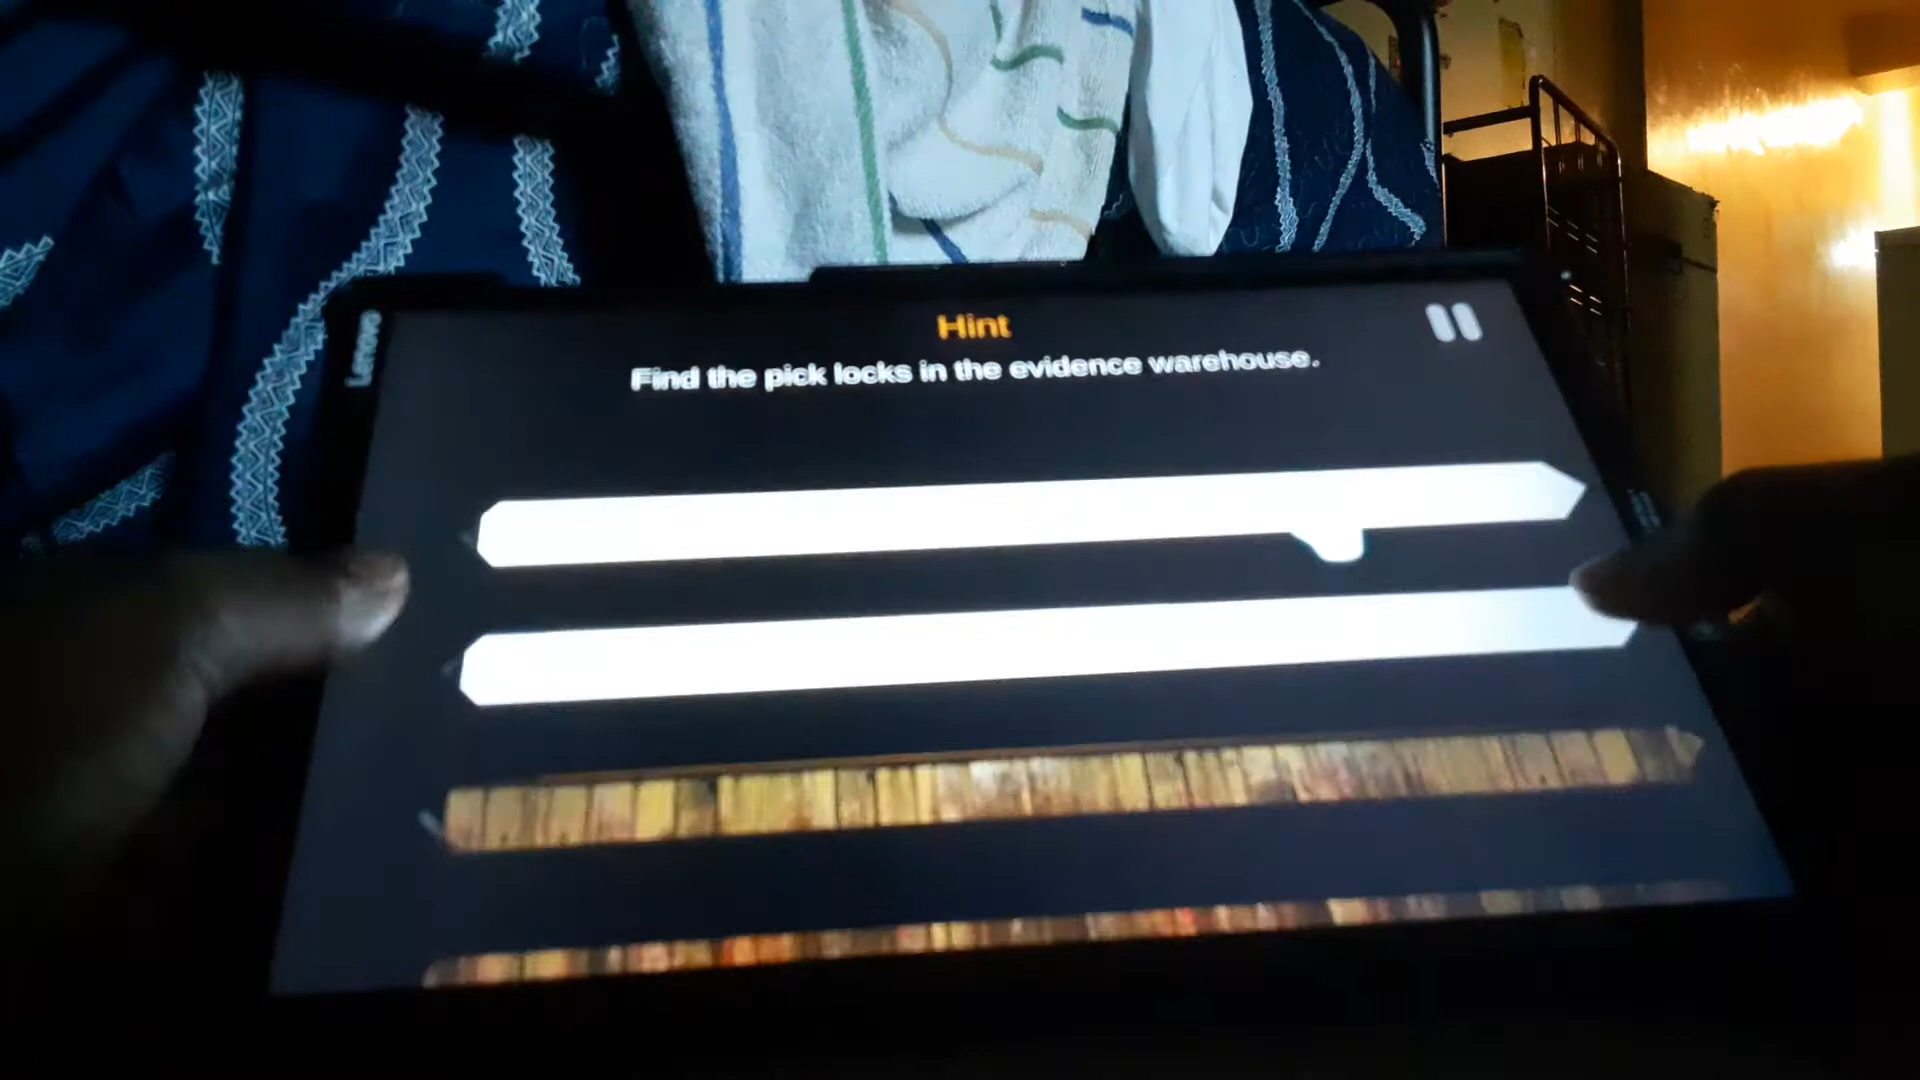 Hint
Find the pick locks in the evidence warehouse.
Lenovo